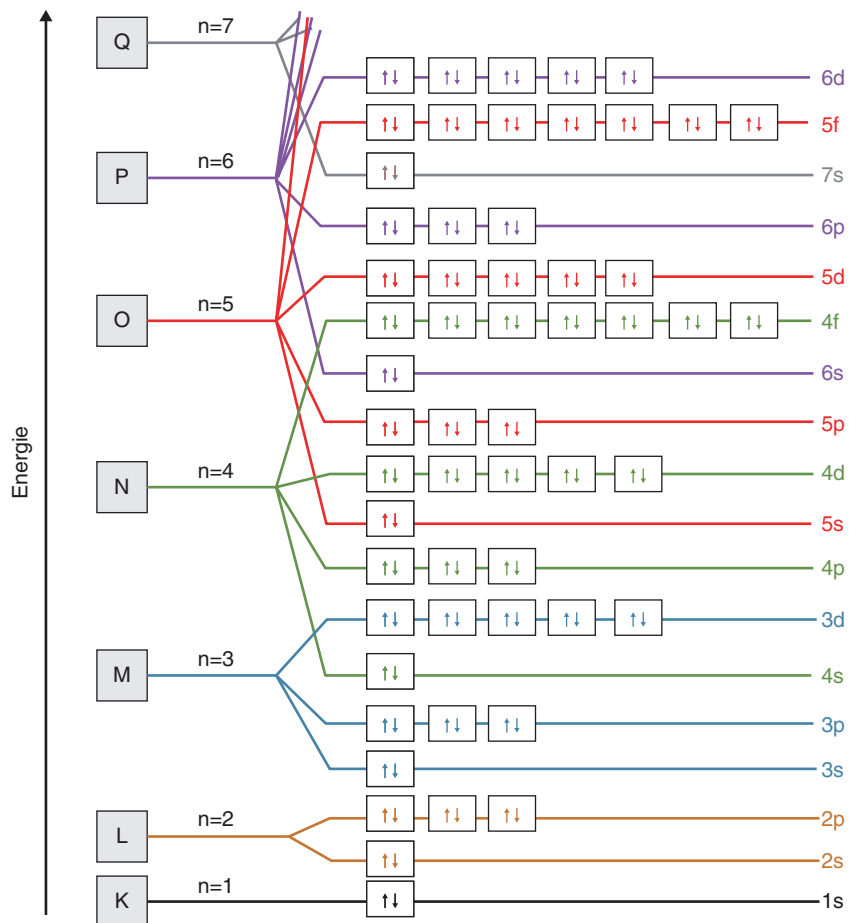 Energie
Q n=7
6d
5f
P n=6 7s
6p
5d
O n=5 4f
6s
5p
N n=4 4d
5s
4p
3d
M n=3 4s
3p
3s
L n=2 2p
2s
K n=1 1s